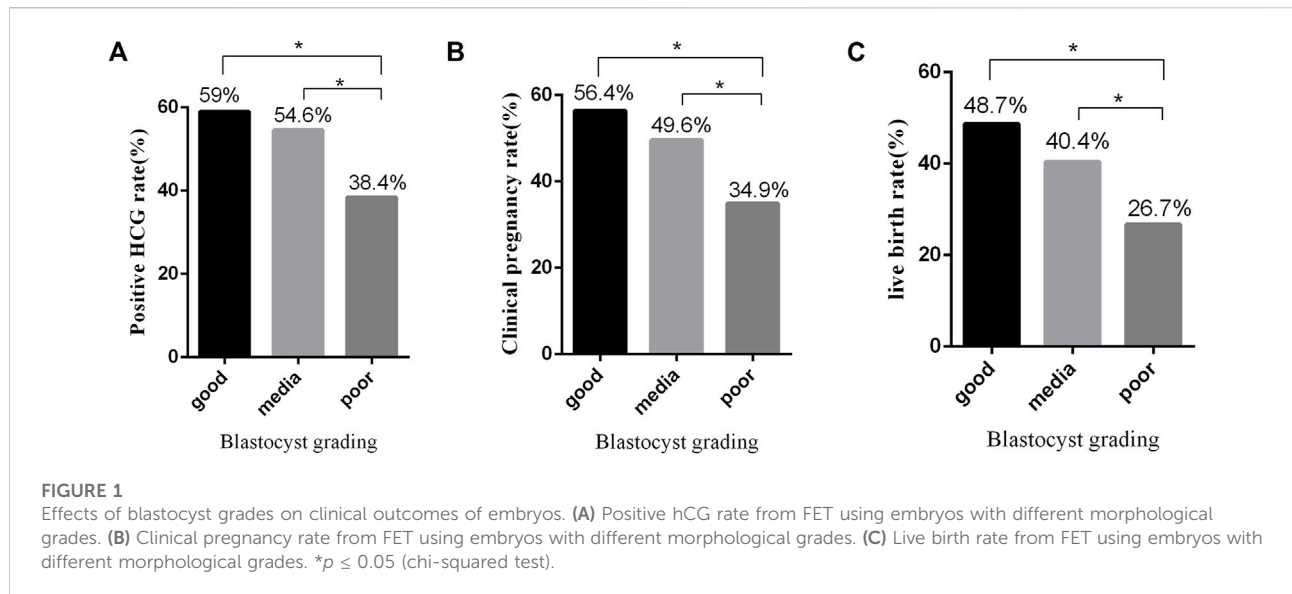 A
*
*
60
59%
54.6%
40
38.4%
20
0
Positive HCG rate(%)
good
media
poor
Blastocyst grading
B
*
*
60
56.4%
49.6%
40
34.9%
20
0
Clinical pregnancy rate(%)
good
media
poor
Blastocyst grading
C
*
*
60
48.7%
40
40.4%
26.7%
20
0
live birth rate(%)
good
media
poor
Blastocyst grading
FIGURE 1
Effects of blastocyst grades on clinical outcomes of embryos. (A) Positive hCG rate from FET using embryos with different morphological
grades. (B) Clinical pregnancy rate from FET using embryos with different morphological grades. (C) Live birth rate from FET using embryos with
different morphological grades. *p ≤ 0.05 (chi-squared test).